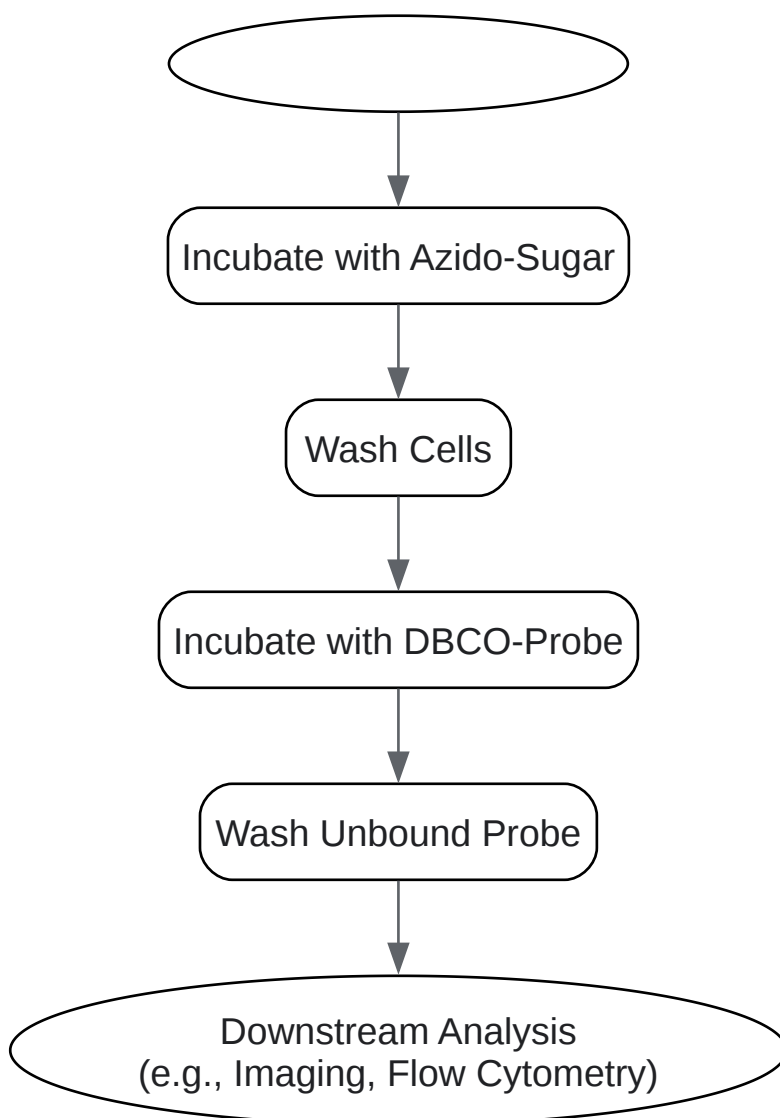 Incubate with Azido-Sugar
Wash Cells
Incubate with DBCO-Probe
Wash Unbound Probe
Downstream Analysis
(e.g., Imaging, Flow Cytometry)